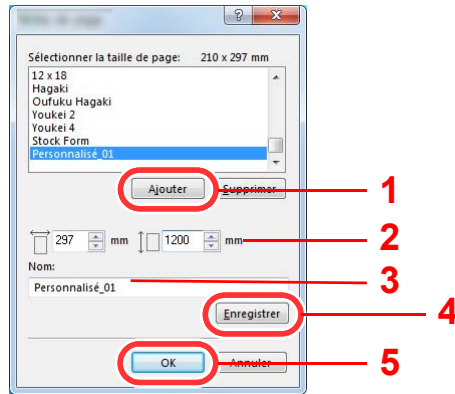 Sélectionner la taille de page: 210 x 297 mm
12 x 18
Hagaki
Oufuku Hagaki
Youkei 2
Youkei 4
Stock Form
Personnalisé_01
Ajouter Supprimer 1
297 mm 1200 mm 2
Nom: 3
Personnalisé_01
Enregistrer 4
OK Annuler 5